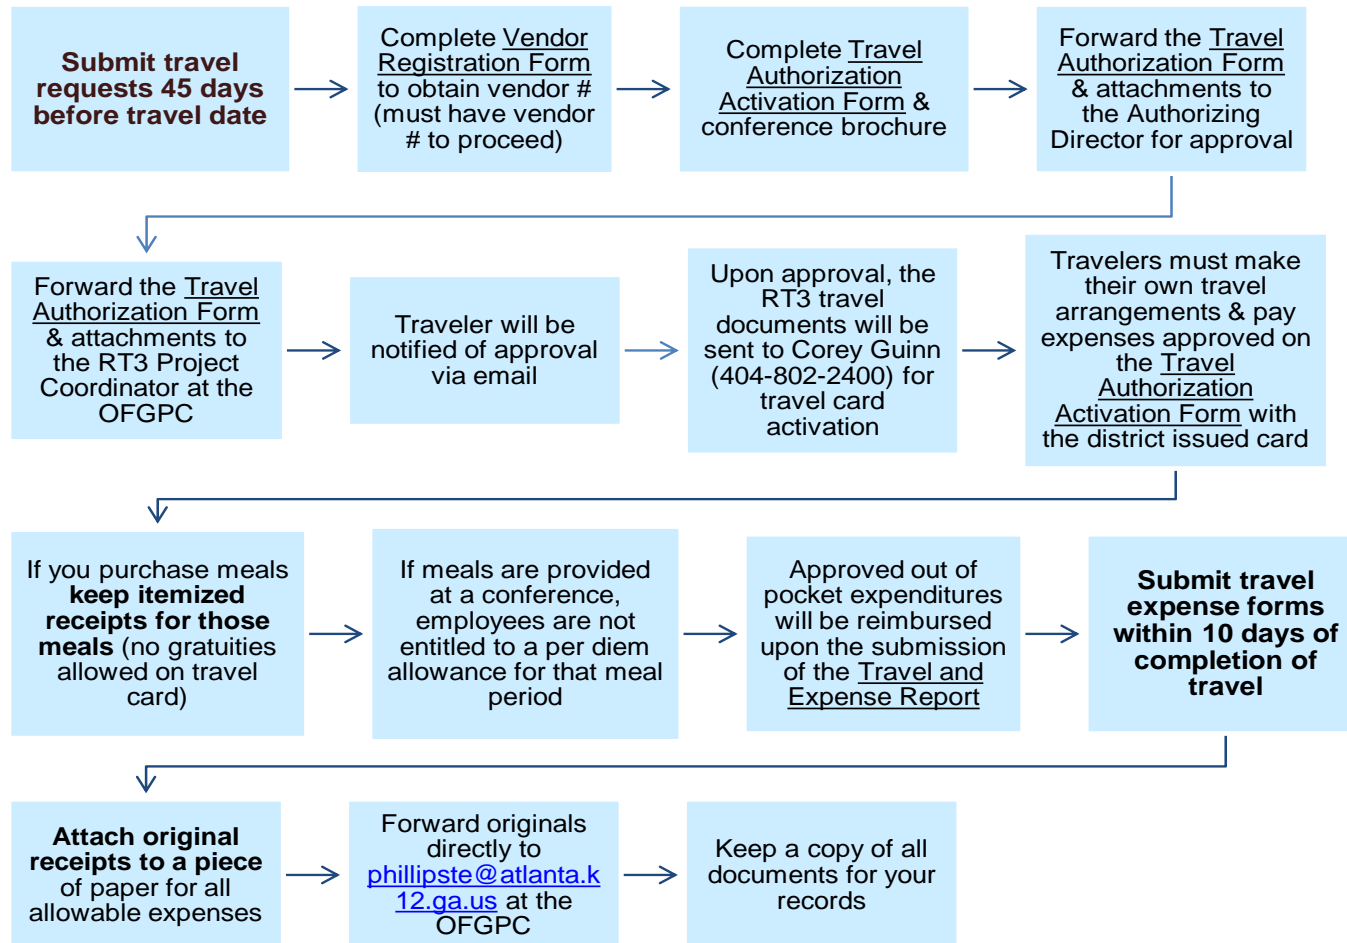 Submit travel
requests 45 days
before travel date
Complete Vendor
Registration Form
to obtain vendor #
(must have vendor
# to proceed)
Complete Travel
Authorization
Activation Form &
conference brochure
Forward the Travel
Authorization Form
& attachments to
the Authorizing
Director for approval
Forward the Travel
Authorization Form
& attachments to
the RT3 Project
Coordinator at the
OFGPC
Traveler will be
notified of approval
via email
Upon approval, the
RT3 travel
documents will be
sent to Corey Guinn
(404-802-2400) for
travel card
activation
Travelers must make
their own travel
arrangements & pay
expenses approved on
the Travel
Authorization
Activation Form with
the district issued card
If you purchase meals
keep itemized
receipts for those
meals (no gratuities
allowed on travel
card)
If meals are provided
at a conference,
employees are not
entitled to a per diem
allowance for that meal
period
Approved out of
pocket expenditures
will be reimbursed
upon the submission
of the Travel and
Expense Report
Submit travel
expense forms
within 10 days of
completion of
travel
Attach original
receipts to a piece
of paper for all
allowable expenses
Forward originals
directly to
phillipste@atlanta.k
12.ga.us at the
OFGPC
Keep a copy of all
documents for your
records